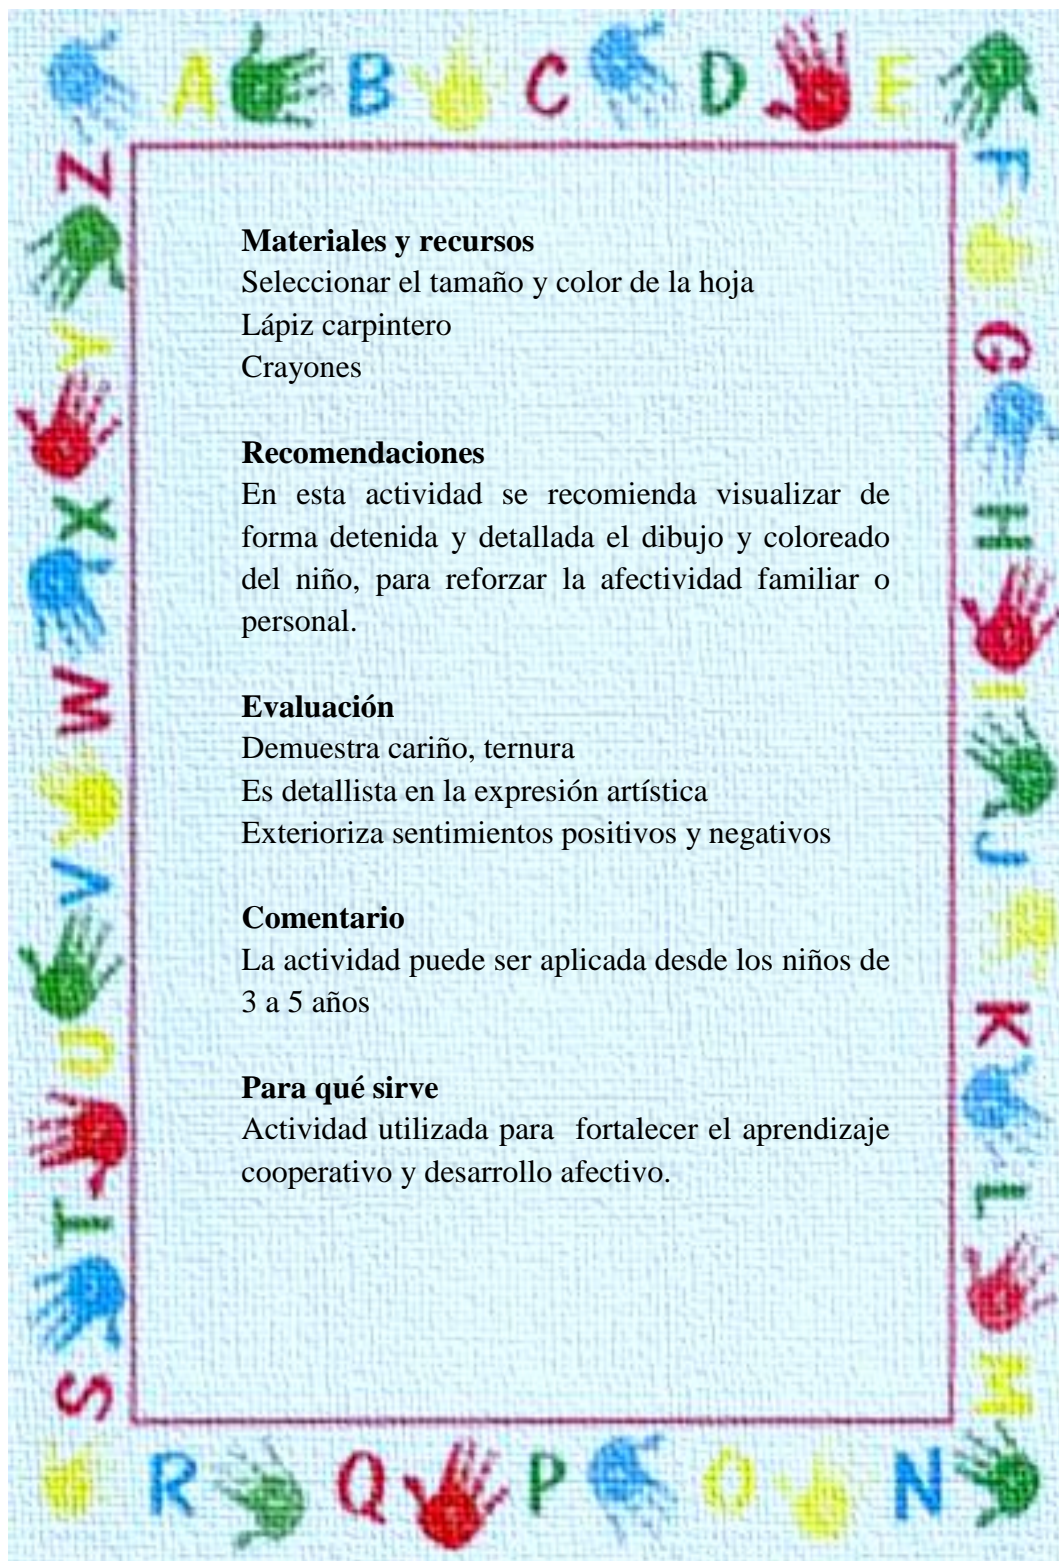 A B C D E
F
G
H
I
J
K
L
M
N
O
P
Q
R
S
T
U
V
W
X
Y
Z
Materiales y recursos
Seleccionar el tamaño y color de la hoja
Lápiz carpintero
Crayones
Recomendaciones
En esta actividad se recomienda visualizar de
forma detenida y detallada el dibujo y coloreado
del niño, para reforzar la afectividad familiar o
personal.
Evaluación
Demuestra cariño, ternura
Es detallista en la expresión artística
Exterioriza sentimientos positivos y negativos
Comentario
La actividad puede ser aplicada desde los niños de
3 a 5 años
Para qué sirve
Actividad utilizada para  fortalecer el aprendizaje
cooperativo y desarrollo afectivo.